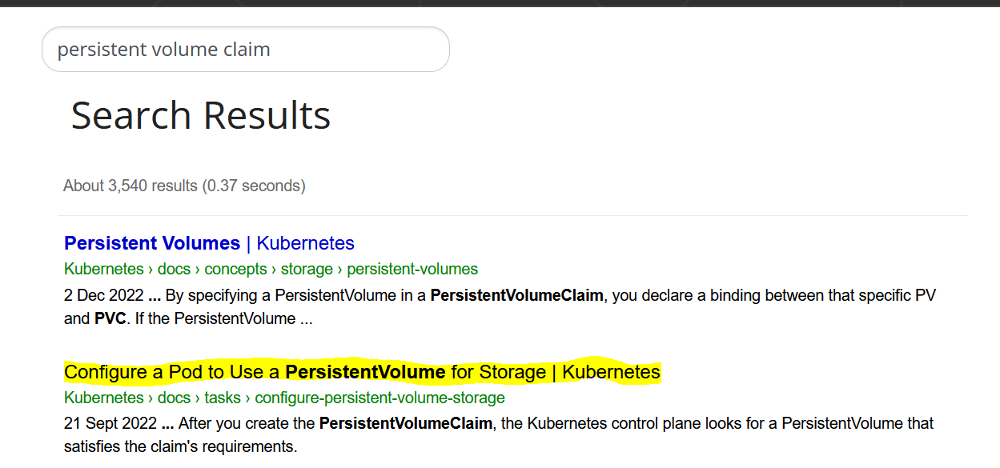 persistent volume claim
Search Results
About 3,540 results (0.37 seconds)
Persistent Volumes | Kubernetes
Kubernetes › docs › concepts › storage › persistent-volumes
2 Dec 2022 ... By specifying a PersistentVolume in a PersistentVolumeClaim, you declare a binding between that specific PV
and PVC. If the PersistentVolume ...
Configure a Pod to Use a PersistentVolume for Storage | Kubernetes
Kubernetes › docs › tasks › configure-persistent-volume-storage
21 Sept 2022 ... After you create the PersistentVolumeClaim, the Kubernetes control plane looks for a PersistentVolume that
satisfies the claim's requirements.